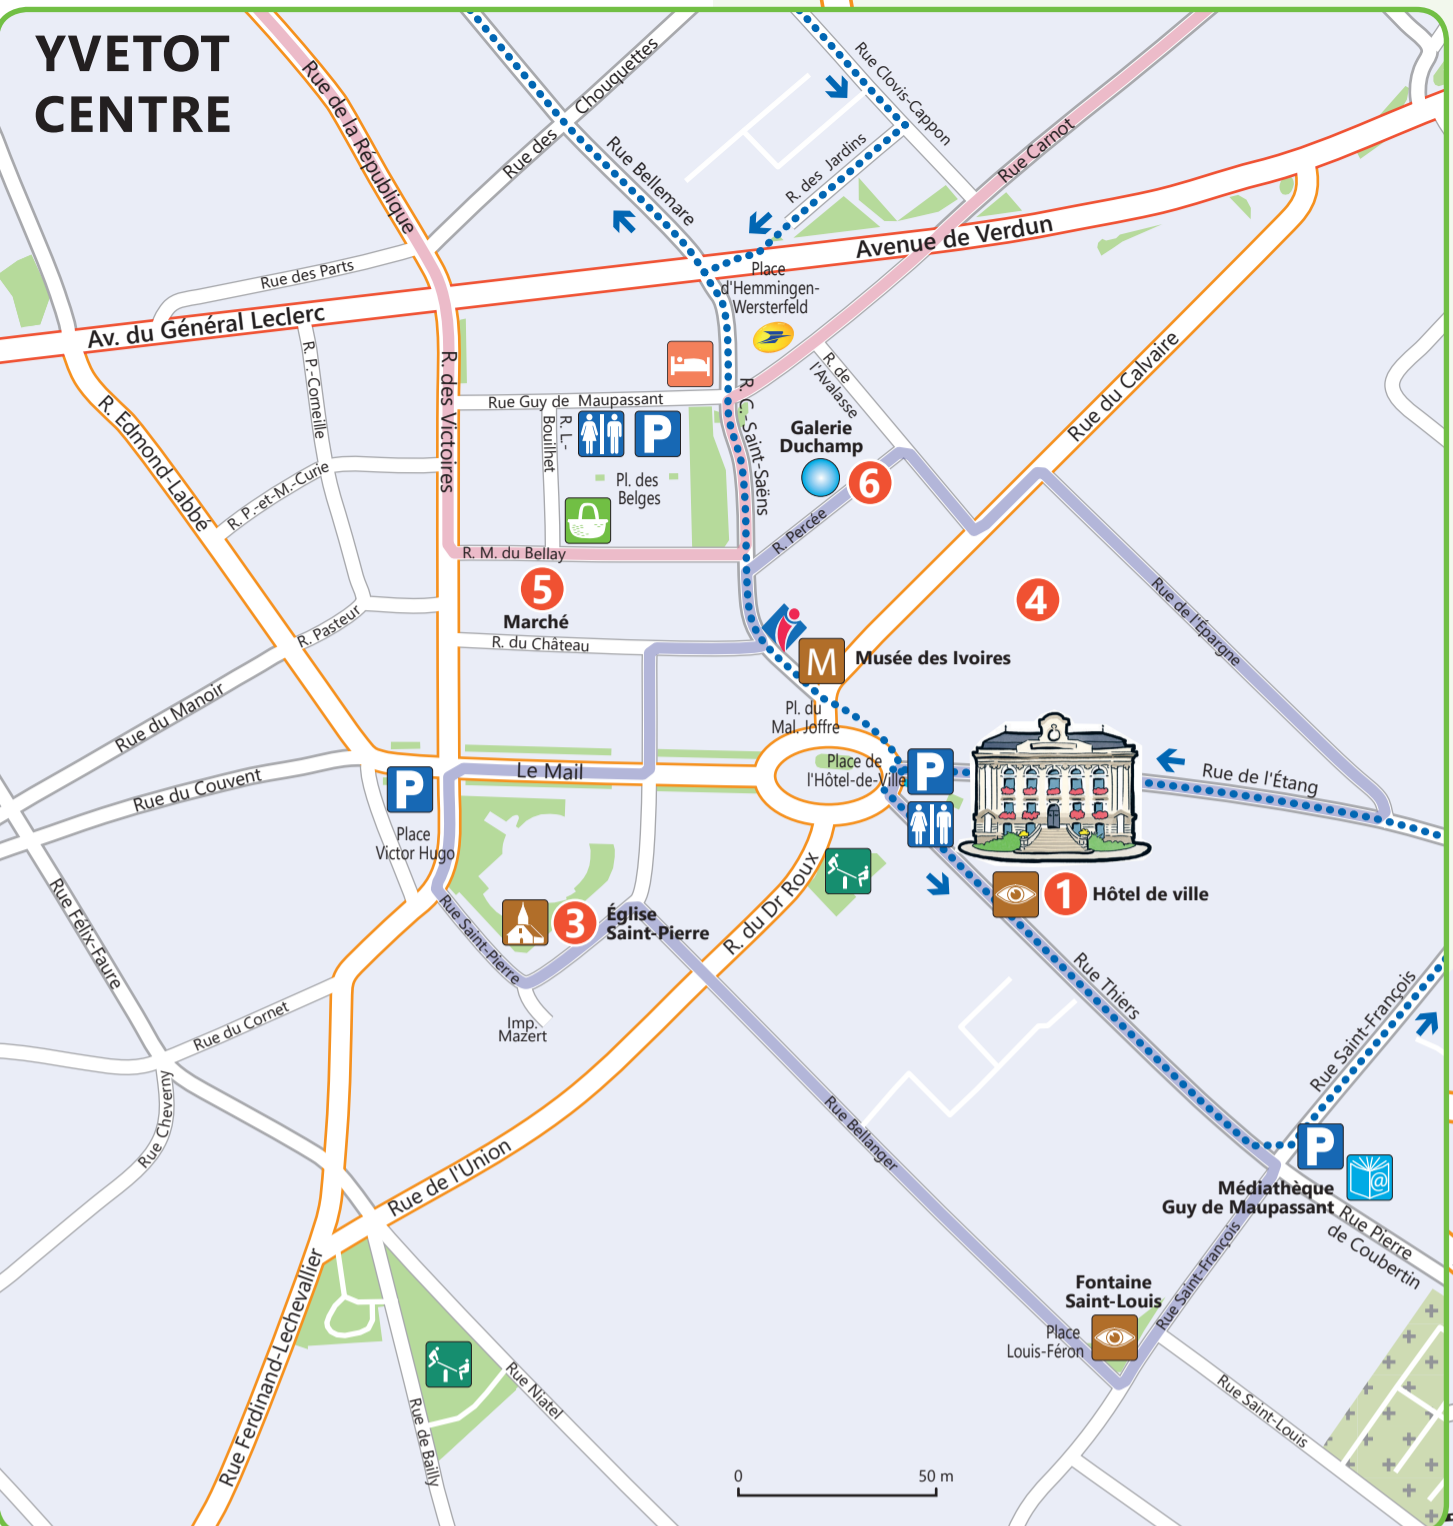 YVETOT
CENTRE
Rue de la République
Rue des Chouquettes
Rue Bellemare
Rue Clovis-Cappon
R. des Jardins
Rue Carnot
Avenue de Verdun
Rue des Parts
Av. du Général Leclerc
Place
d'Hemmingen-
Wersterfeld
R. P.-Corneille
R. des Victoires
Rue Guy de Maupassant
R. L.-
Bouilhet
P
Pl. des
Belges
R. C.-Saint-Saëns
R. de
l'Avalasse
Galerie
Duchamp
6
R. Percée
Rue du Calvaire
R. Edmond-Labbé
R. P.-et-M.-Curie
R. M. du Bellay
5
Marché
4
Rue de l'Épargne
R. Pasteur
R. du Château
i
M
Musée des Ivoires
Rue du Manoir
Pl. du
Mal. Joffre
Place de
l'Hôtel-de-Ville
P
Rue de l'Étang
Le Mail
Rue du Couvent
P
Place
Victor Hugo
Rue Félix-Faure
Rue Saint-Pierre
3
Église
Saint-Pierre
R. du Dr Roux
1
Hôtel de ville
Rue Thiers
Rue Saint-François
Imp.
Mazert
Rue du Cornet
Rue Cheverny
Rue Bellanger
Rue de l'Union
P
@
Médiathèque
Guy de Maupassant
Rue Pierre
de Coubertin
Rue Saint-François
Rue Ferdinand-Lechevallier
Fontaine
Saint-Louis
Place
Louis-Féron
Rue Niatel
Rue de Bailly
Rue Saint-Louis
0 50 m